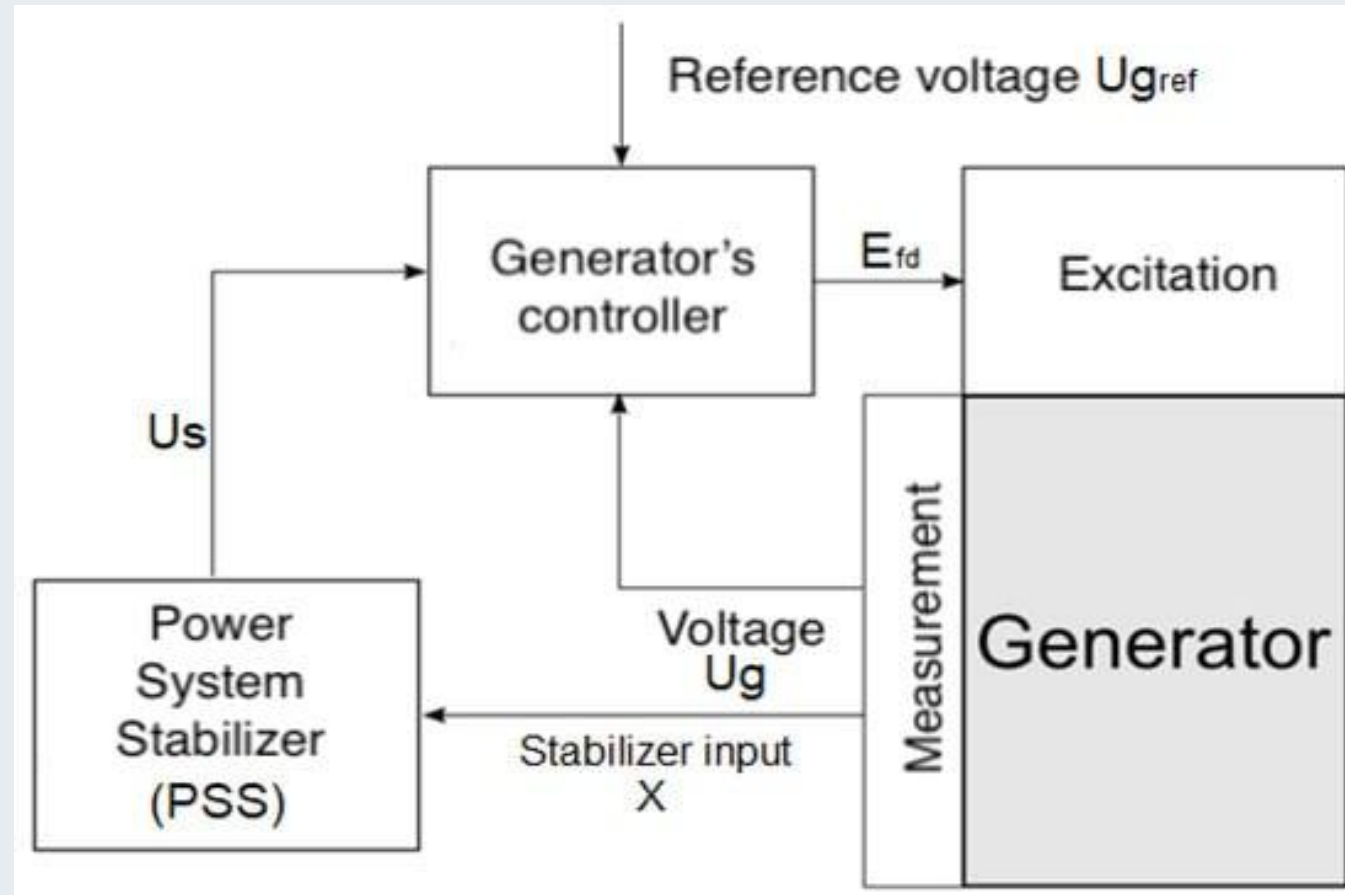 Reference voltage Ugref
Generator's
controller
Efd
Excitation
Us
Power
System
Stabilizer
(PSS)
Voltage
Ug
Stabilizer input
X
Measurement
Generator